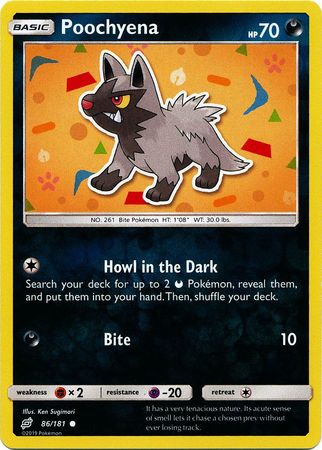 BASIC Poochyena HP 70
NO. 261 Bite Pokémon HT: 1'08" WT: 30.0 lbs.
Howl in the Dark
Search your deck for up to 2 Pokémon, reveal them,
and put them into your hand. Then, shuffle your deck.
Bite 10
weakness × 2 resistance -20 retreat
Illus. Ken Sugimori
86/181
©2019 Pokémon
It has a very tenacious nature. Its acute sense
of smell lets it chase a chosen prey without
ever losing track.